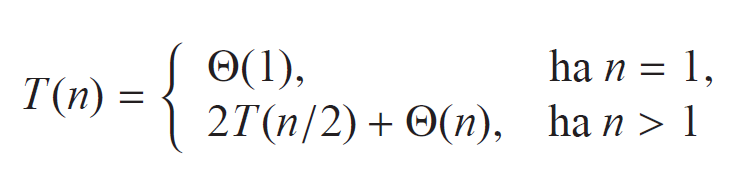 T(n) = { Θ(1), ha n = 1,
2T(n/2) + Θ(n), ha n > 1